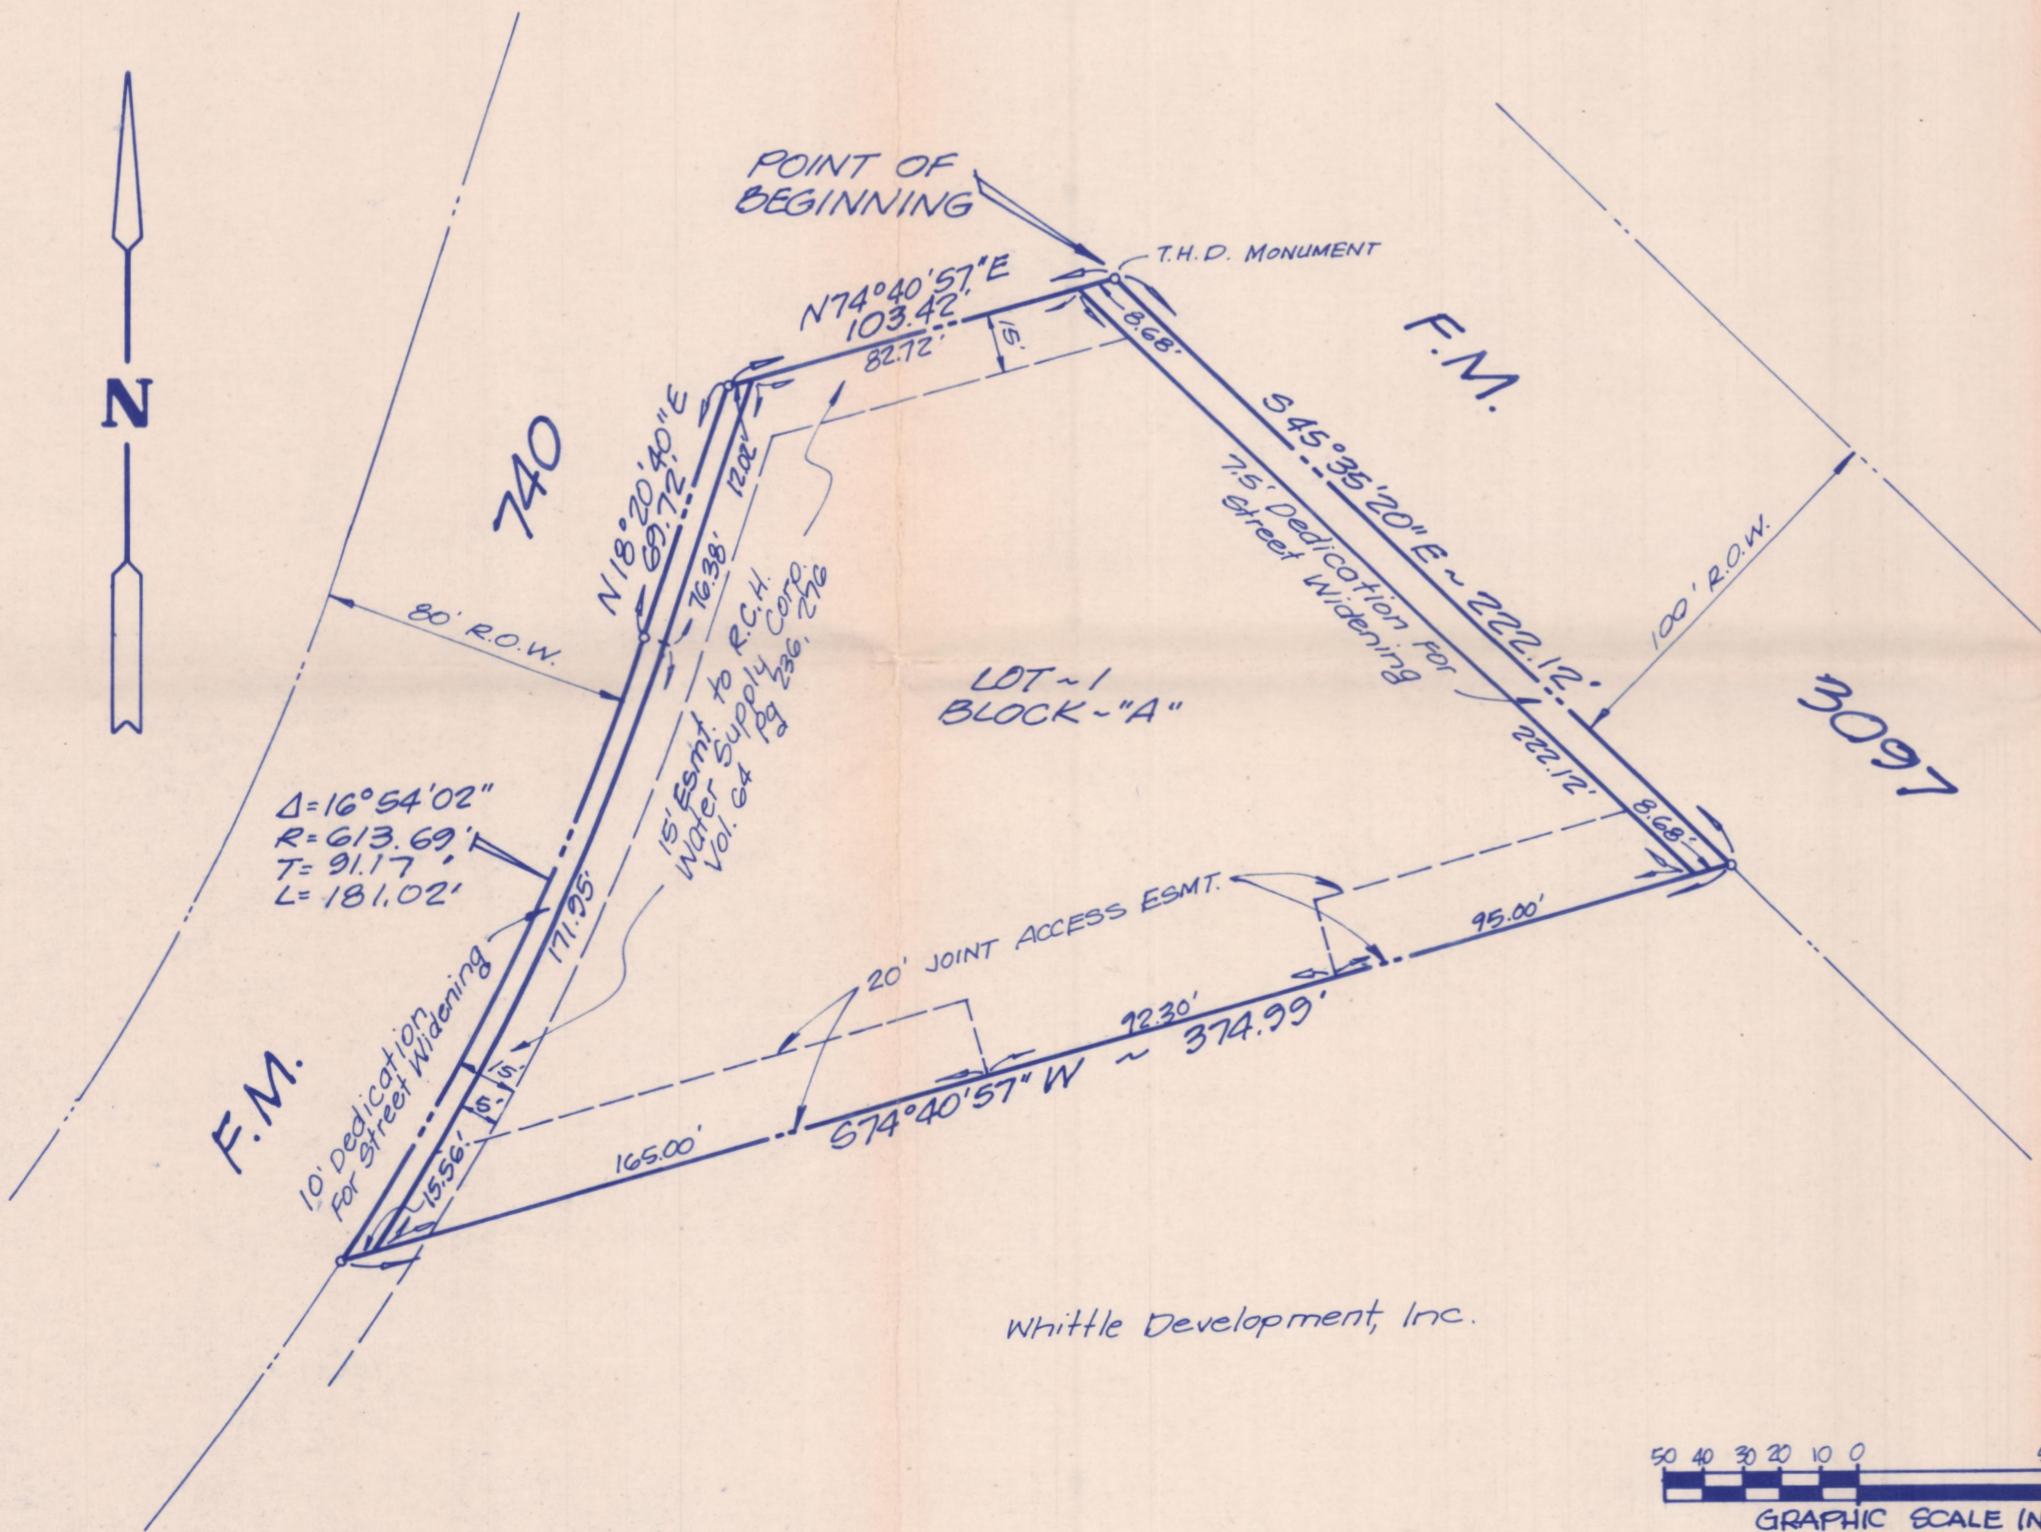 POINT OF
BEGINNING
T.H.D. MONUMENT
N74°40'57"E
103.42'
82.72'
15'
8.68'
F.M.
3097
S 45°35'20" E ~ 222.12'
7.5' Dedication For
Street Widening
222.12'
8.68'
100' R.O.W.
N
740
F.M.
80' R.O.W.
N 18°20'40" E
69.72'
12.02'
76.38'
15' Esmt. to R.C.H.
Water Supply Corp.
Vol. 64 Pg 236, 276
LOT ~ 1
BLOCK ~ "A"
Δ = 16°54'02"
R = 613.69'
T = 91.17'
L = 181.02'
171.95'
10' Dedication
For Street Widening
15'
5'
15.56'
20' JOINT ACCESS ESMT.
95.00'
92.30'
165.00'
S74°40'57" W ~ 374.99'
Whittle Development, Inc.
50 40 30 20 10 0
GRAPHIC SCALE IN